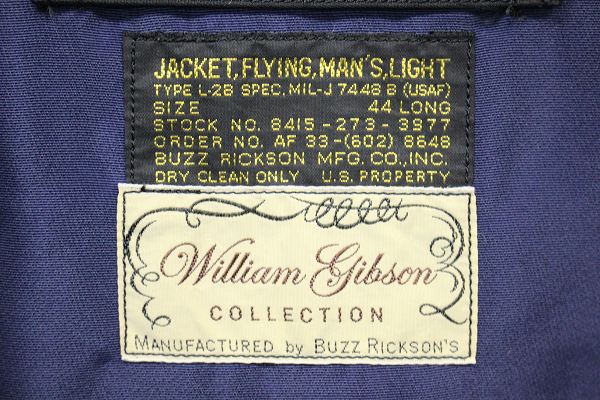 JACKET, FLYING, MAN'S, LIGHT
TYPE L-2B SPEC. MIL-J 7448 B (USAF)
SIZE 44 LONG
STOCK NO. 8415-273-3977
ORDER NO. AF 33-(602) 8648
BUZZ RICKSON MFG. CO., INC.
DRY CLEAN ONLY U.S. PROPERTY
William Gibson
COLLECTION
MANUFACTURED by BUZZ RICKSON'S